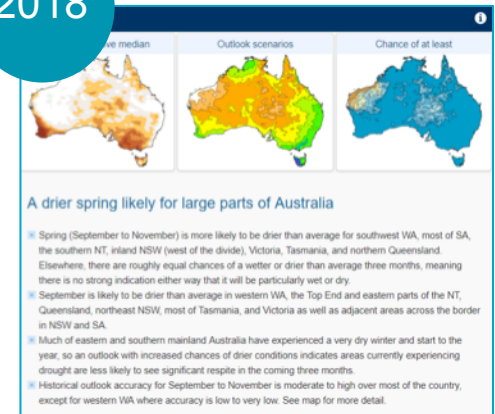 2018
ve median
Outlook scenarios
Chance of at least
A drier spring likely for large parts of Australia
Spring (September to November) is more likely to be drier than average for southwest WA, most of SA,
the southern NT, inland NSW (west of the divide), Victoria, Tasmania, and northern Queensland.
Elsewhere, there are roughly equal chances of a wetter or drier than average three months, meaning
there is no strong indication either way that it will be particularly wet or dry.
September is likely to be drier than average in western WA, the Top End and eastern parts of the NT,
Queensland, northeast NSW, most of Tasmania, and Victoria as well as adjacent areas across the border
in NSW and SA.
Much of eastern and southern mainland Australia have experienced a very dry winter and start to the
year, so an outlook with increased chances of drier conditions indicates areas currently experiencing
drought are less likely to see significant respite in the coming three months.
Historical outlook accuracy for September to November is moderate to high over most of the country,
except for western WA where accuracy is low to very low. See map for more detail.